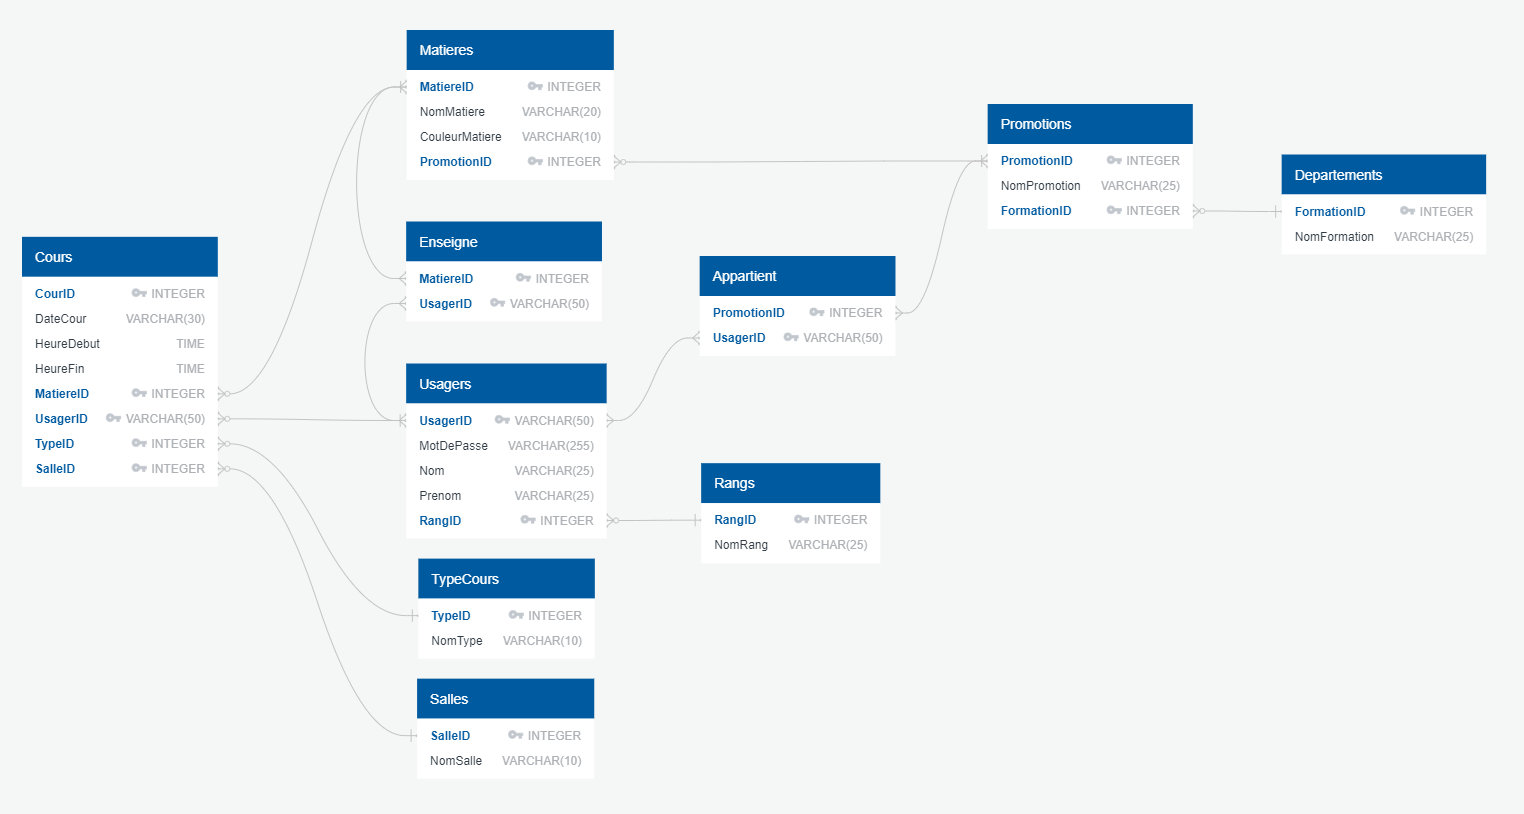 Matieres
MatiereID INTEGER
NomMatiere VARCHAR(20)
CouleurMatiere VARCHAR(10)
PromotionID INTEGER
Promotions
PromotionID INTEGER
NomPromotion VARCHAR(25)
FormationID INTEGER
Departements
FormationID INTEGER
NomFormation VARCHAR(25)
Enseigne
MatiereID INTEGER
UsagerID VARCHAR(50)
Cours
CourID INTEGER
DateCour VARCHAR(30)
HeureDebut TIME
HeureFin TIME
MatiereID INTEGER
UsagerID VARCHAR(50)
TypeID INTEGER
SalleID INTEGER
Appartient
PromotionID INTEGER
UsagerID VARCHAR(50)
Usagers
UsagerID VARCHAR(50)
MotDePasse VARCHAR(255)
Nom VARCHAR(25)
Prenom VARCHAR(25)
RangID INTEGER
Rangs
RangID INTEGER
NomRang VARCHAR(25)
TypeCours
TypeID INTEGER
NomType VARCHAR(10)
Salles
SalleID INTEGER
NomSalle VARCHAR(10)